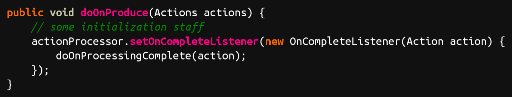 public void doOnProduce(Actions actions) {
    // some initialization staff
    actionProcessor.setOnCompleteListener(new OnCompleteListener(Action action) {
        doOnProcessingComplete(action);
    });
}